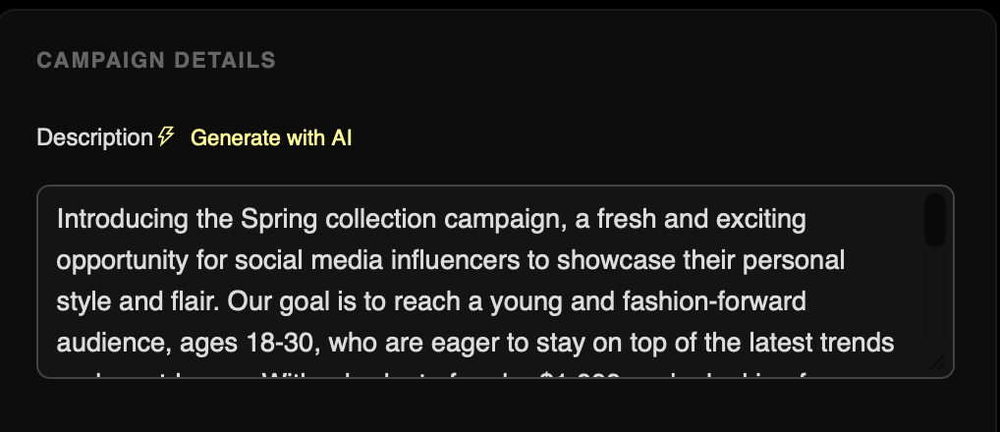 CAMPAIGN DETAILS
Description Generate with AI
Introducing the Spring collection campaign, a fresh and exciting
opportunity for social media influencers to showcase their personal
style and flair. Our goal is to reach a young and fashion-forward
audience, ages 18-30, who are eager to stay on top of the latest trends